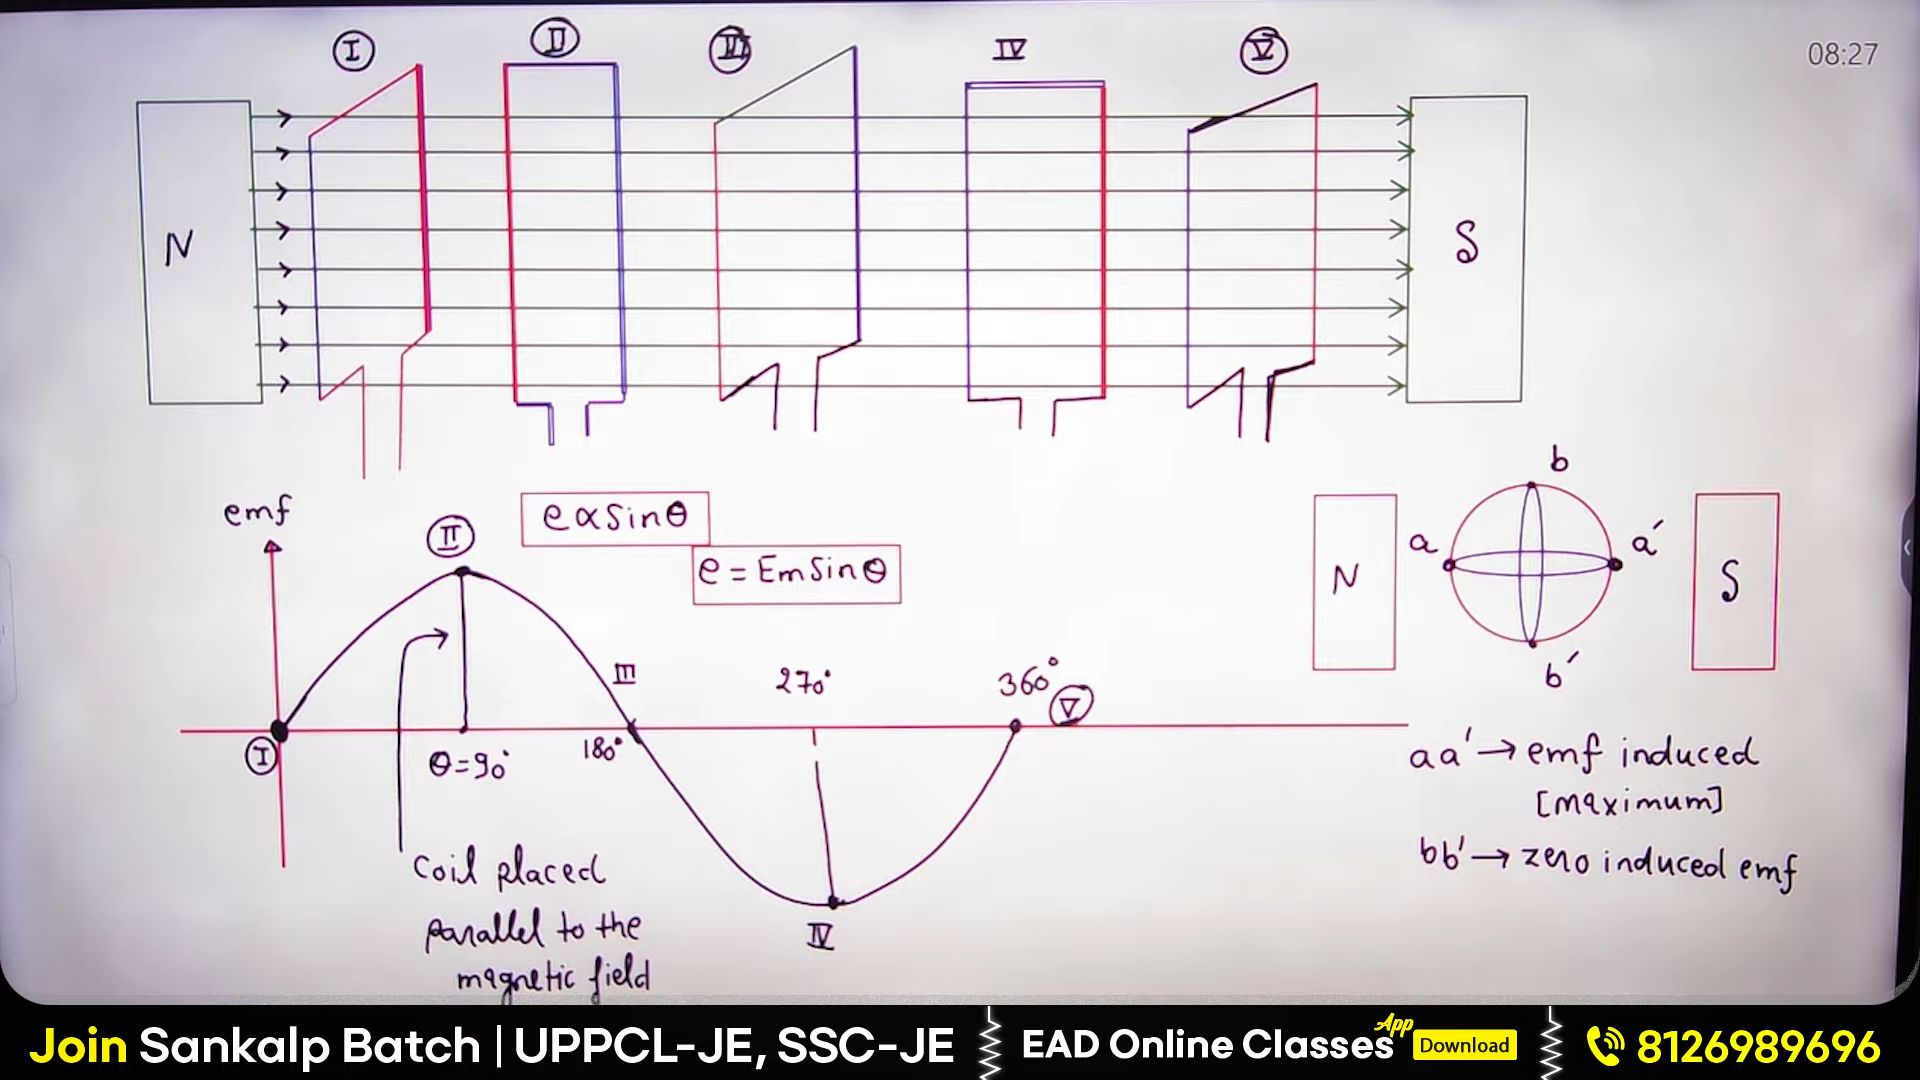 I
II
III
IV
V
08:27
N
S
emf
II
e α Sinθ
e = Em Sinθ
I
θ=90°
III
180°
270°
360°
V
IV
Coil placed
parallel to the
magnetic field
b
a
a′
b′
N
S
aa′ → emf induced
[maximum]
bb′ → zero induced emf
Join Sankalp Batch | UPPCL-JE, SSC-JE
EAD Online Classes App Download
8126989696